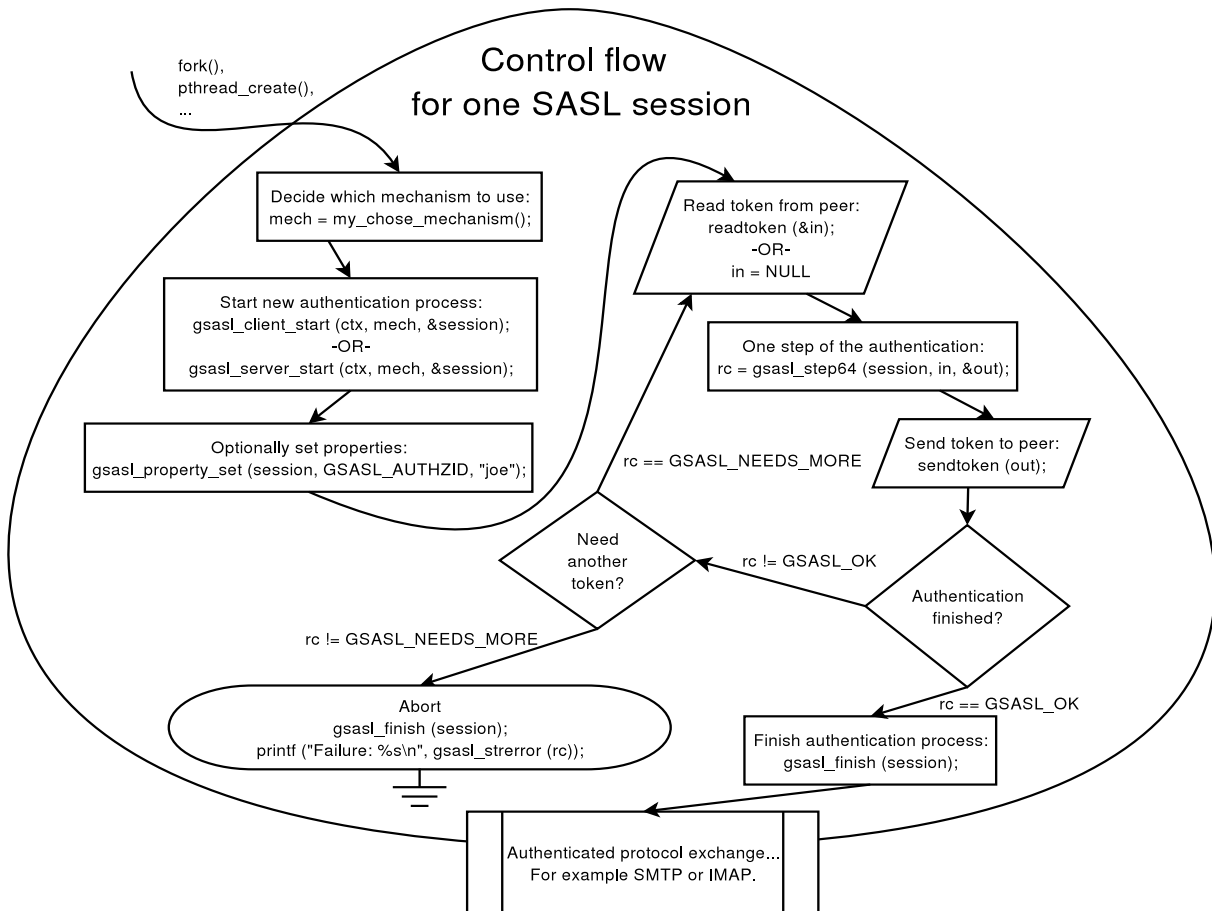 Control flow
for one SASL session
fork(),
pthread_create(),
...
Decide which mechanism to use:
mech = my_chose_mechanism();
Start new authentication process:
gsasl_client_start (ctx, mech, &session);
-OR-
gsasl_server_start (ctx, mech, &session);
Optionally set properties:
gsasl_property_set (session, GSASL_AUTHZID, "joe");
Read token from peer:
readtoken (&in);
-OR-
in = NULL
One step of the authentication:
rc = gsasl_step64 (session, in, &out);
Send token to peer:
sendtoken (out);
Authentication
finished?
rc != GSASL_OK
Need
another
token?
rc == GSASL_NEEDS_MORE
rc != GSASL_NEEDS_MORE
Abort
gsasl_finish (session);
printf ("Failure: %s\n", gsasl_strerror (rc));
rc == GSASL_OK
Finish authentication process:
gsasl_finish (session);
Authenticated protocol exchange...
For example SMTP or IMAP.